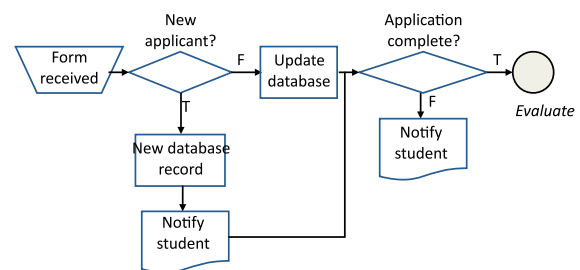 New
applicant?
Application
complete?
Form
received
F
Update
database
T
T
F
Evaluate
New database
record
Notify
student
Notify
student